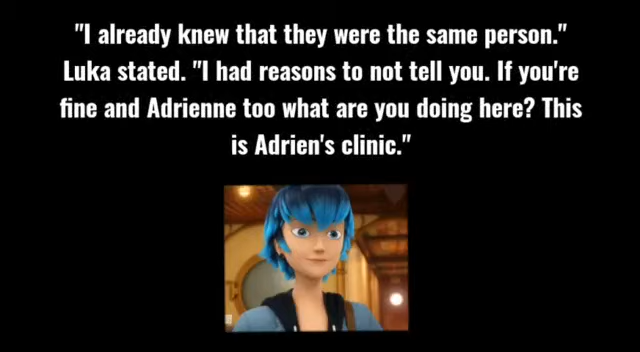 "I already knew that they were the same person."
Luka stated. "I had reasons to not tell you. If you're
fine and Adrienne too what are you doing here? This
is Adrien's clinic."